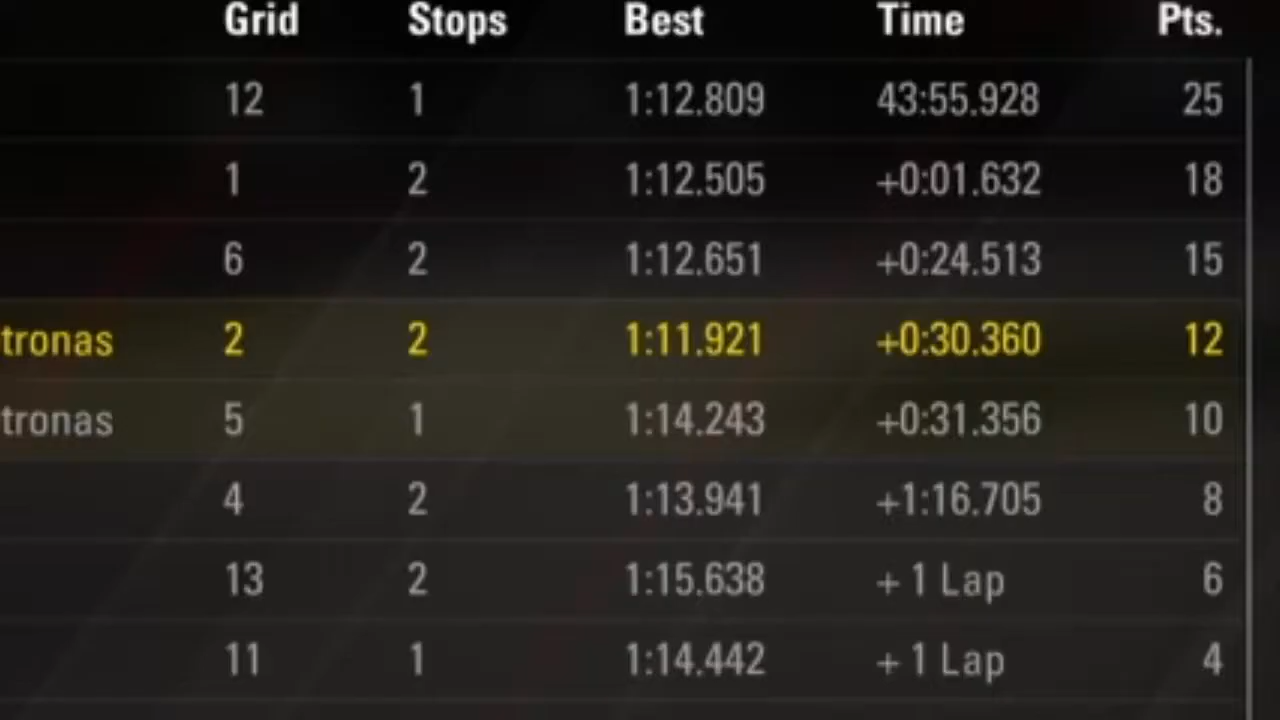 Grid Stops Best Time Pts.
12 1 1:12.809 43:55.928 25
1 2 1:12.505 +0:01.632 18
6 2 1:12.651 +0:24.513 15
tronas 2 2 1:11.921 +0:30.360 12
tronas 5 1 1:14.243 +0:31.356 10
4 2 1:13.941 +1:16.705 8
13 2 1:15.638 + 1 Lap 6
11 1 1:14.442 + 1 Lap 4